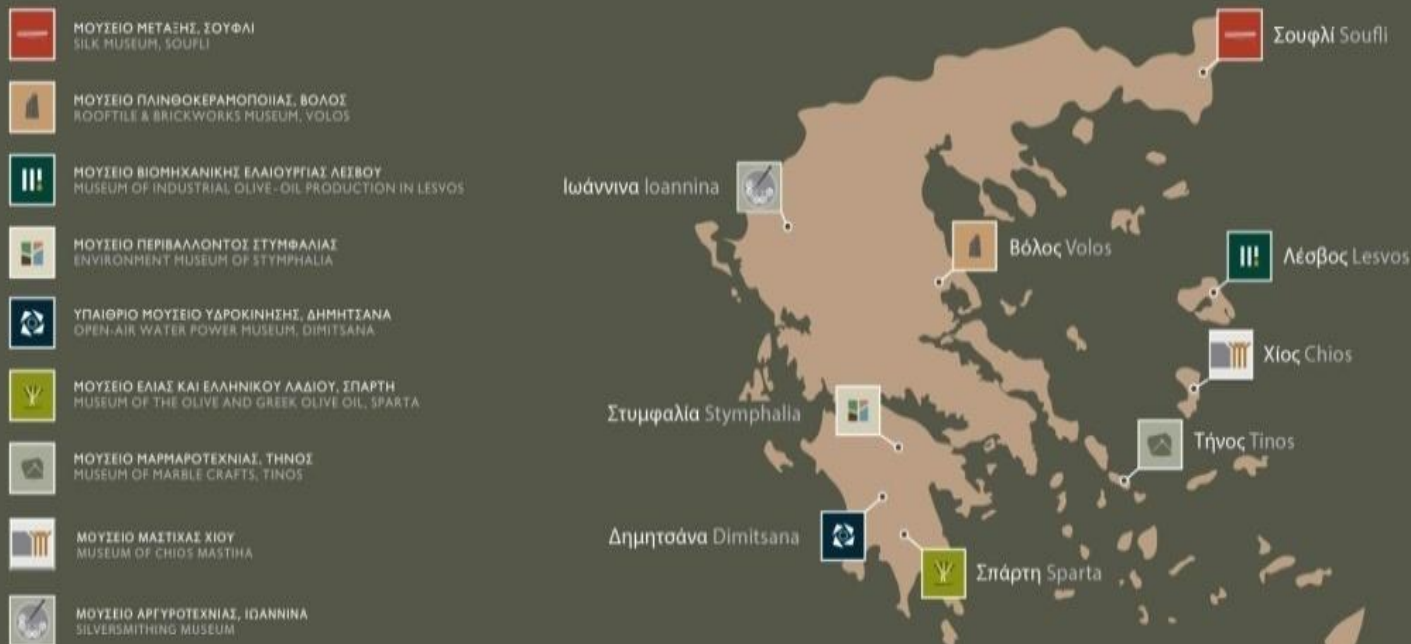 ΜΟΥΣΕΙΟ ΜΕΤΑΞΗΣ, ΣΟΥΦΛΙ
SILK MUSEUM, SOUFLI
ΜΟΥΣΕΙΟ ΠΛΙΝΘΟΚΕΡΑΜΟΠΟΙΙΑΣ, ΒΟΛΟΣ
ROOFTILE & BRICKWORKS MUSEUM, VOLOS
ΜΟΥΣΕΙΟ ΒΙΟΜΗΧΑΝΙΚΗΣ ΕΛΑΙΟΥΡΓΙΑΣ ΛΕΣΒΟΥ
MUSEUM OF INDUSTRIAL OLIVE-OIL PRODUCTION IN LESVOS
ΜΟΥΣΕΙΟ ΠΕΡΙΒΑΛΛΟΝΤΟΣ ΣΤΥΜΦΑΛΙΑΣ
ENVIRONMENT MUSEUM OF STYMPHALIA
ΥΠΑΙΘΡΙΟ ΜΟΥΣΕΙΟ ΥΔΡΟΚΙΝΗΣΗΣ, ΔΗΜΗΤΣΑΝΑ
OPEN-AIR WATER POWER MUSEUM, DIMITSANA
ΜΟΥΣΕΙΟ ΕΛΙΑΣ ΚΑΙ ΕΛΛΗΝΙΚΟΥ ΛΑΔΙΟΥ, ΣΠΑΡΤΗ
MUSEUM OF THE OLIVE AND GREEK OLIVE OIL, SPARTA
ΜΟΥΣΕΙΟ ΜΑΡΜΑΡΟΤΕΧΝΙΑΣ, ΤΗΝΟΣ
MUSEUM OF MARBLE CRAFTS, TINOS
ΜΟΥΣΕΙΟ ΜΑΣΤΙΧΑΣ ΧΙΟΥ
MUSEUM OF CHIOS MASTIHA
ΜΟΥΣΕΙΟ ΑΡΓΥΡΟΤΕΧΝΙΑΣ, ΙΩΑΝΝΙΝΑ
SILVERSMITHING MUSEUM
Σουφλί Soufli
Ιωάννινα Ioannina
Βόλος Volos
Λέσβος Lesvos
Χίος Chios
Στυμφαλία Stymphalia
Τήνος Tinos
Δημητσάνα Dimitsana
Σπάρτη Sparta